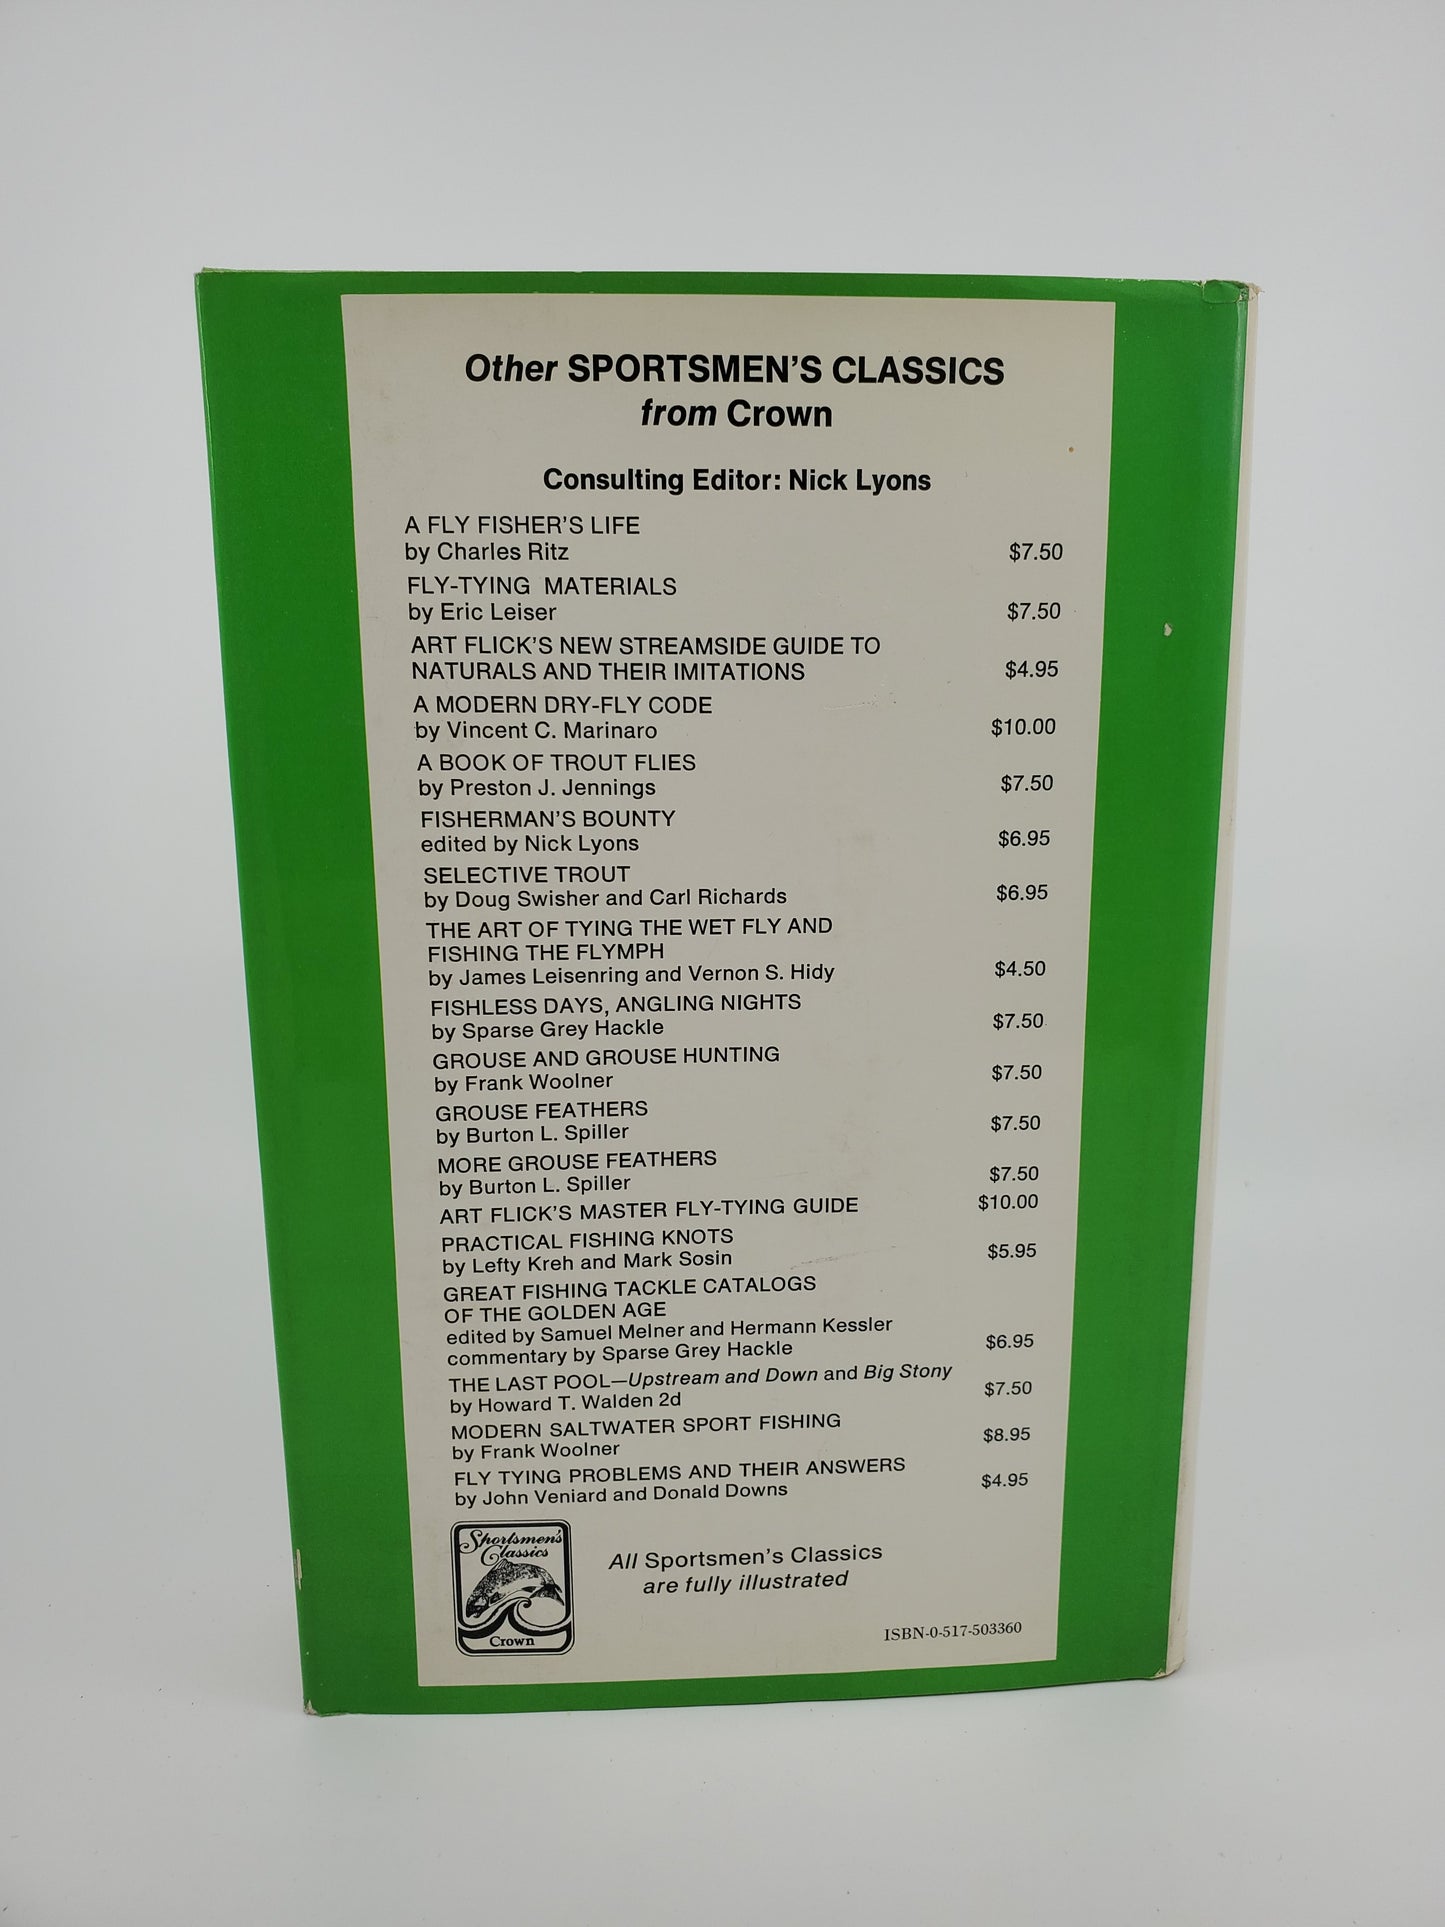 Other SPORTSMEN'S CLASSICS
from Crown
Consulting Editor: Nick Lyons
A FLY FISHER'S LIFE
by Charles Ritz $7.50
FLY-TYING MATERIALS
by Eric Leiser $7.50
ART FLICK'S NEW STREAMSIDE GUIDE TO
NATURALS AND THEIR IMITATIONS $4.95
A MODERN DRY-FLY CODE
by Vincent C. Marinaro $10.00
A BOOK OF TROUT FLIES
by Preston J. Jennings $7.50
FISHERMAN'S BOUNTY
edited by Nick Lyons $6.95
SELECTIVE TROUT
by Doug Swisher and Carl Richards $6.95
THE ART OF TYING THE WET FLY AND
FISHING THE FLYMPH
by James Leisenring and Vernon S. Hidy $4.50
FISHLESS DAYS, ANGLING NIGHTS
by Sparse Grey Hackle $7.50
GROUSE AND GROUSE HUNTING
by Frank Woolner $7.50
GROUSE FEATHERS
by Burton L. Spiller $7.50
MORE GROUSE FEATHERS
by Burton L. Spiller $7.50
ART FLICK'S MASTER FLY-TYING GUIDE $10.00
PRACTICAL FISHING KNOTS
by Lefty Kreh and Mark Sosin $5.95
GREAT FISHING TACKLE CATALOGS
OF THE GOLDEN AGE
edited by Samuel Melner and Hermann Kessler
commentary by Sparse Grey Hackle $6.95
THE LAST POOL—Upstream and Down and Big Stony
by Howard T. Walden 2d $7.50
MODERN SALTWATER SPORT FISHING
by Frank Woolner $8.95
FLY TYING PROBLEMS AND THEIR ANSWERS
by John Veniard and Donald Downs $4.95
Sportsmen's
Classics
Crown
All Sportsmen's Classics
are fully illustrated
ISBN-0-517-503360